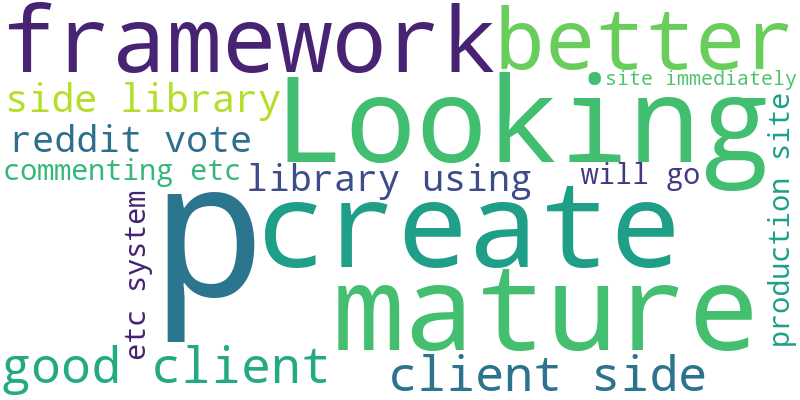 framework
better
side library
Looking
site immediately
reddit vote
commenting etc
library using
will go
production site
etc system
p
create
mature
good client
client side